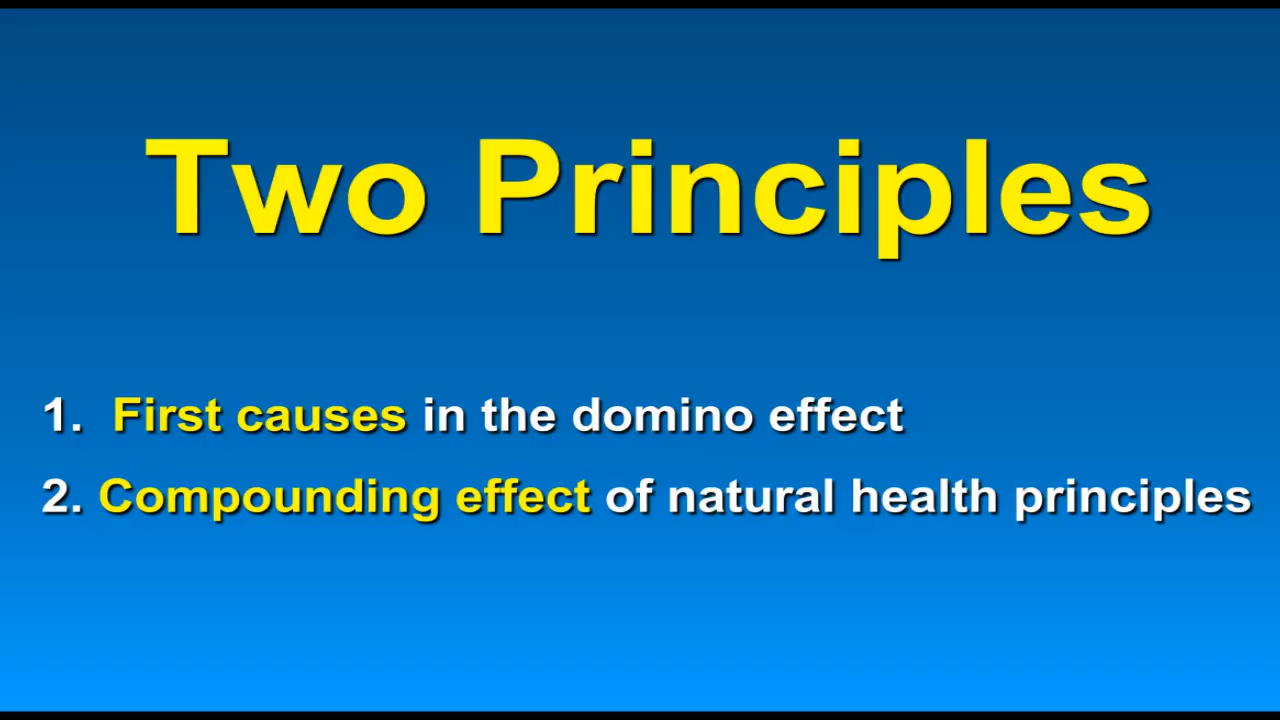 Two Principles
1. First causes in the domino effect
2. Compounding effect of natural health principles